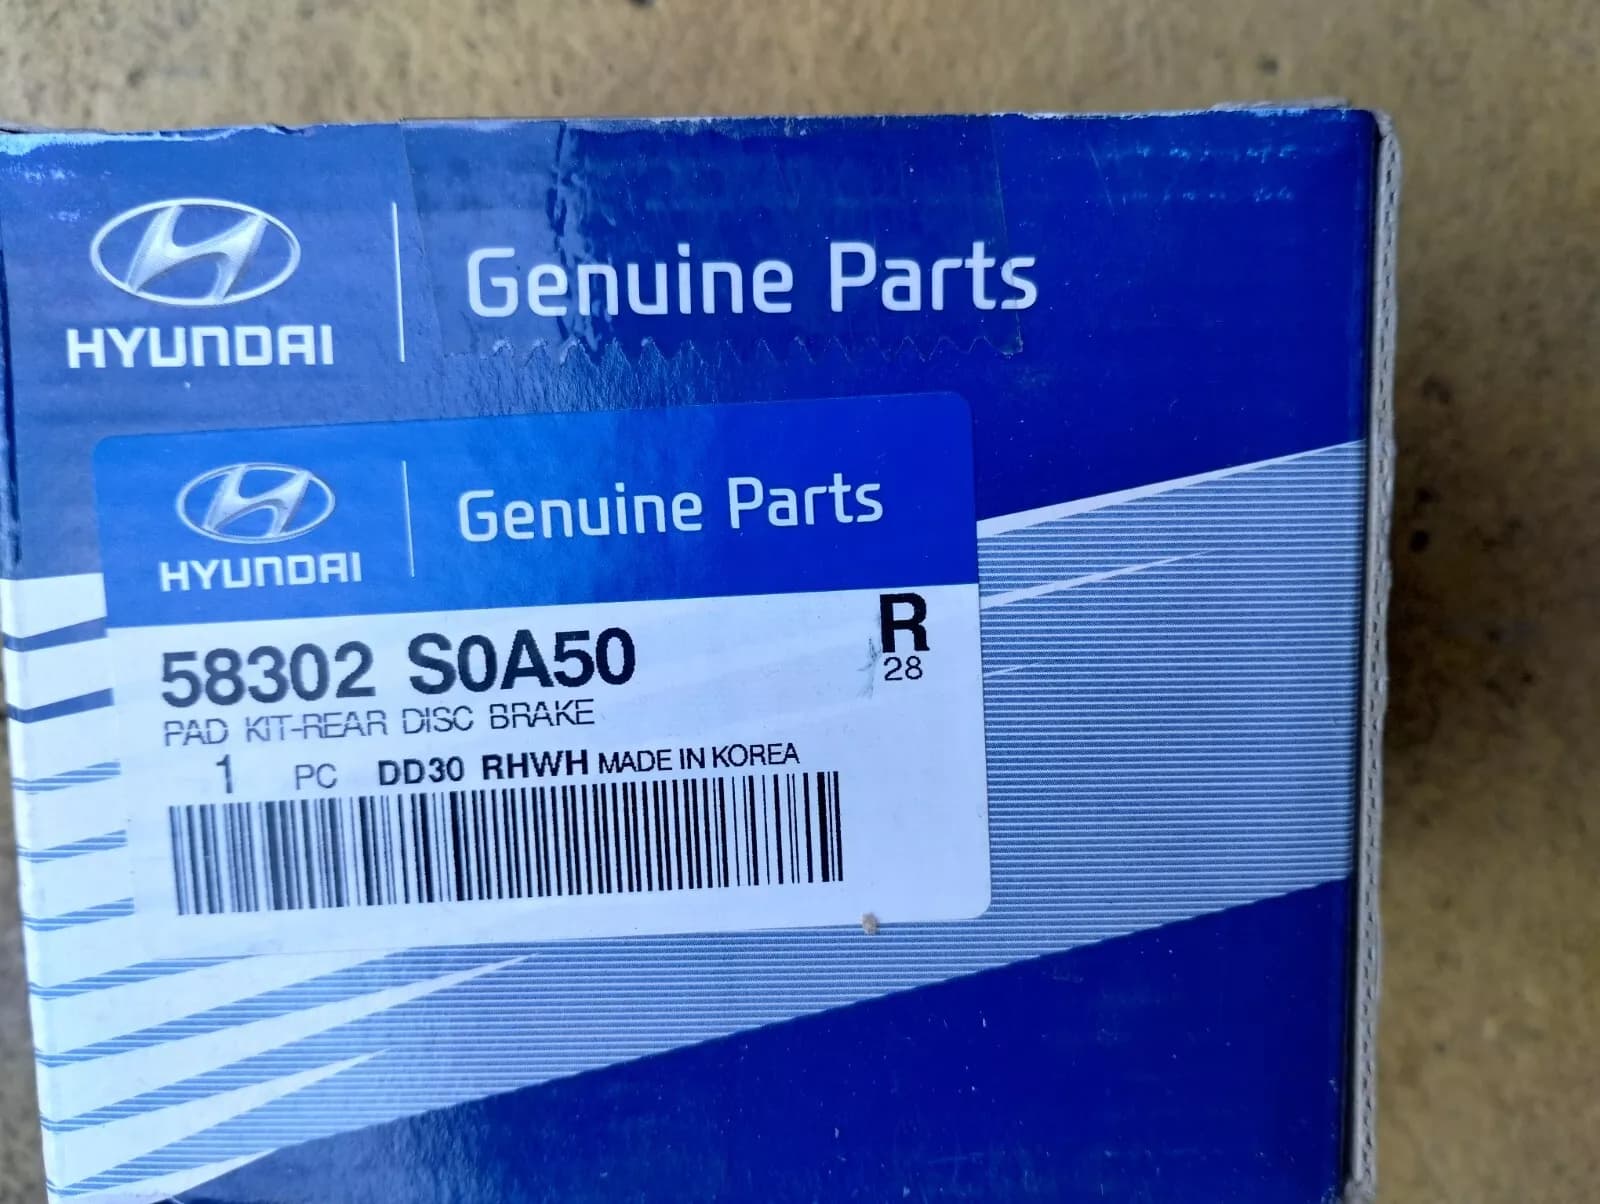 HYUNDAI
Genuine Parts
HYUNDAI
Genuine Parts
58302 S0A50
R
28
PAD KIT-REAR DISC BRAKE
1 PC DD30 RHWH MADE IN KOREA